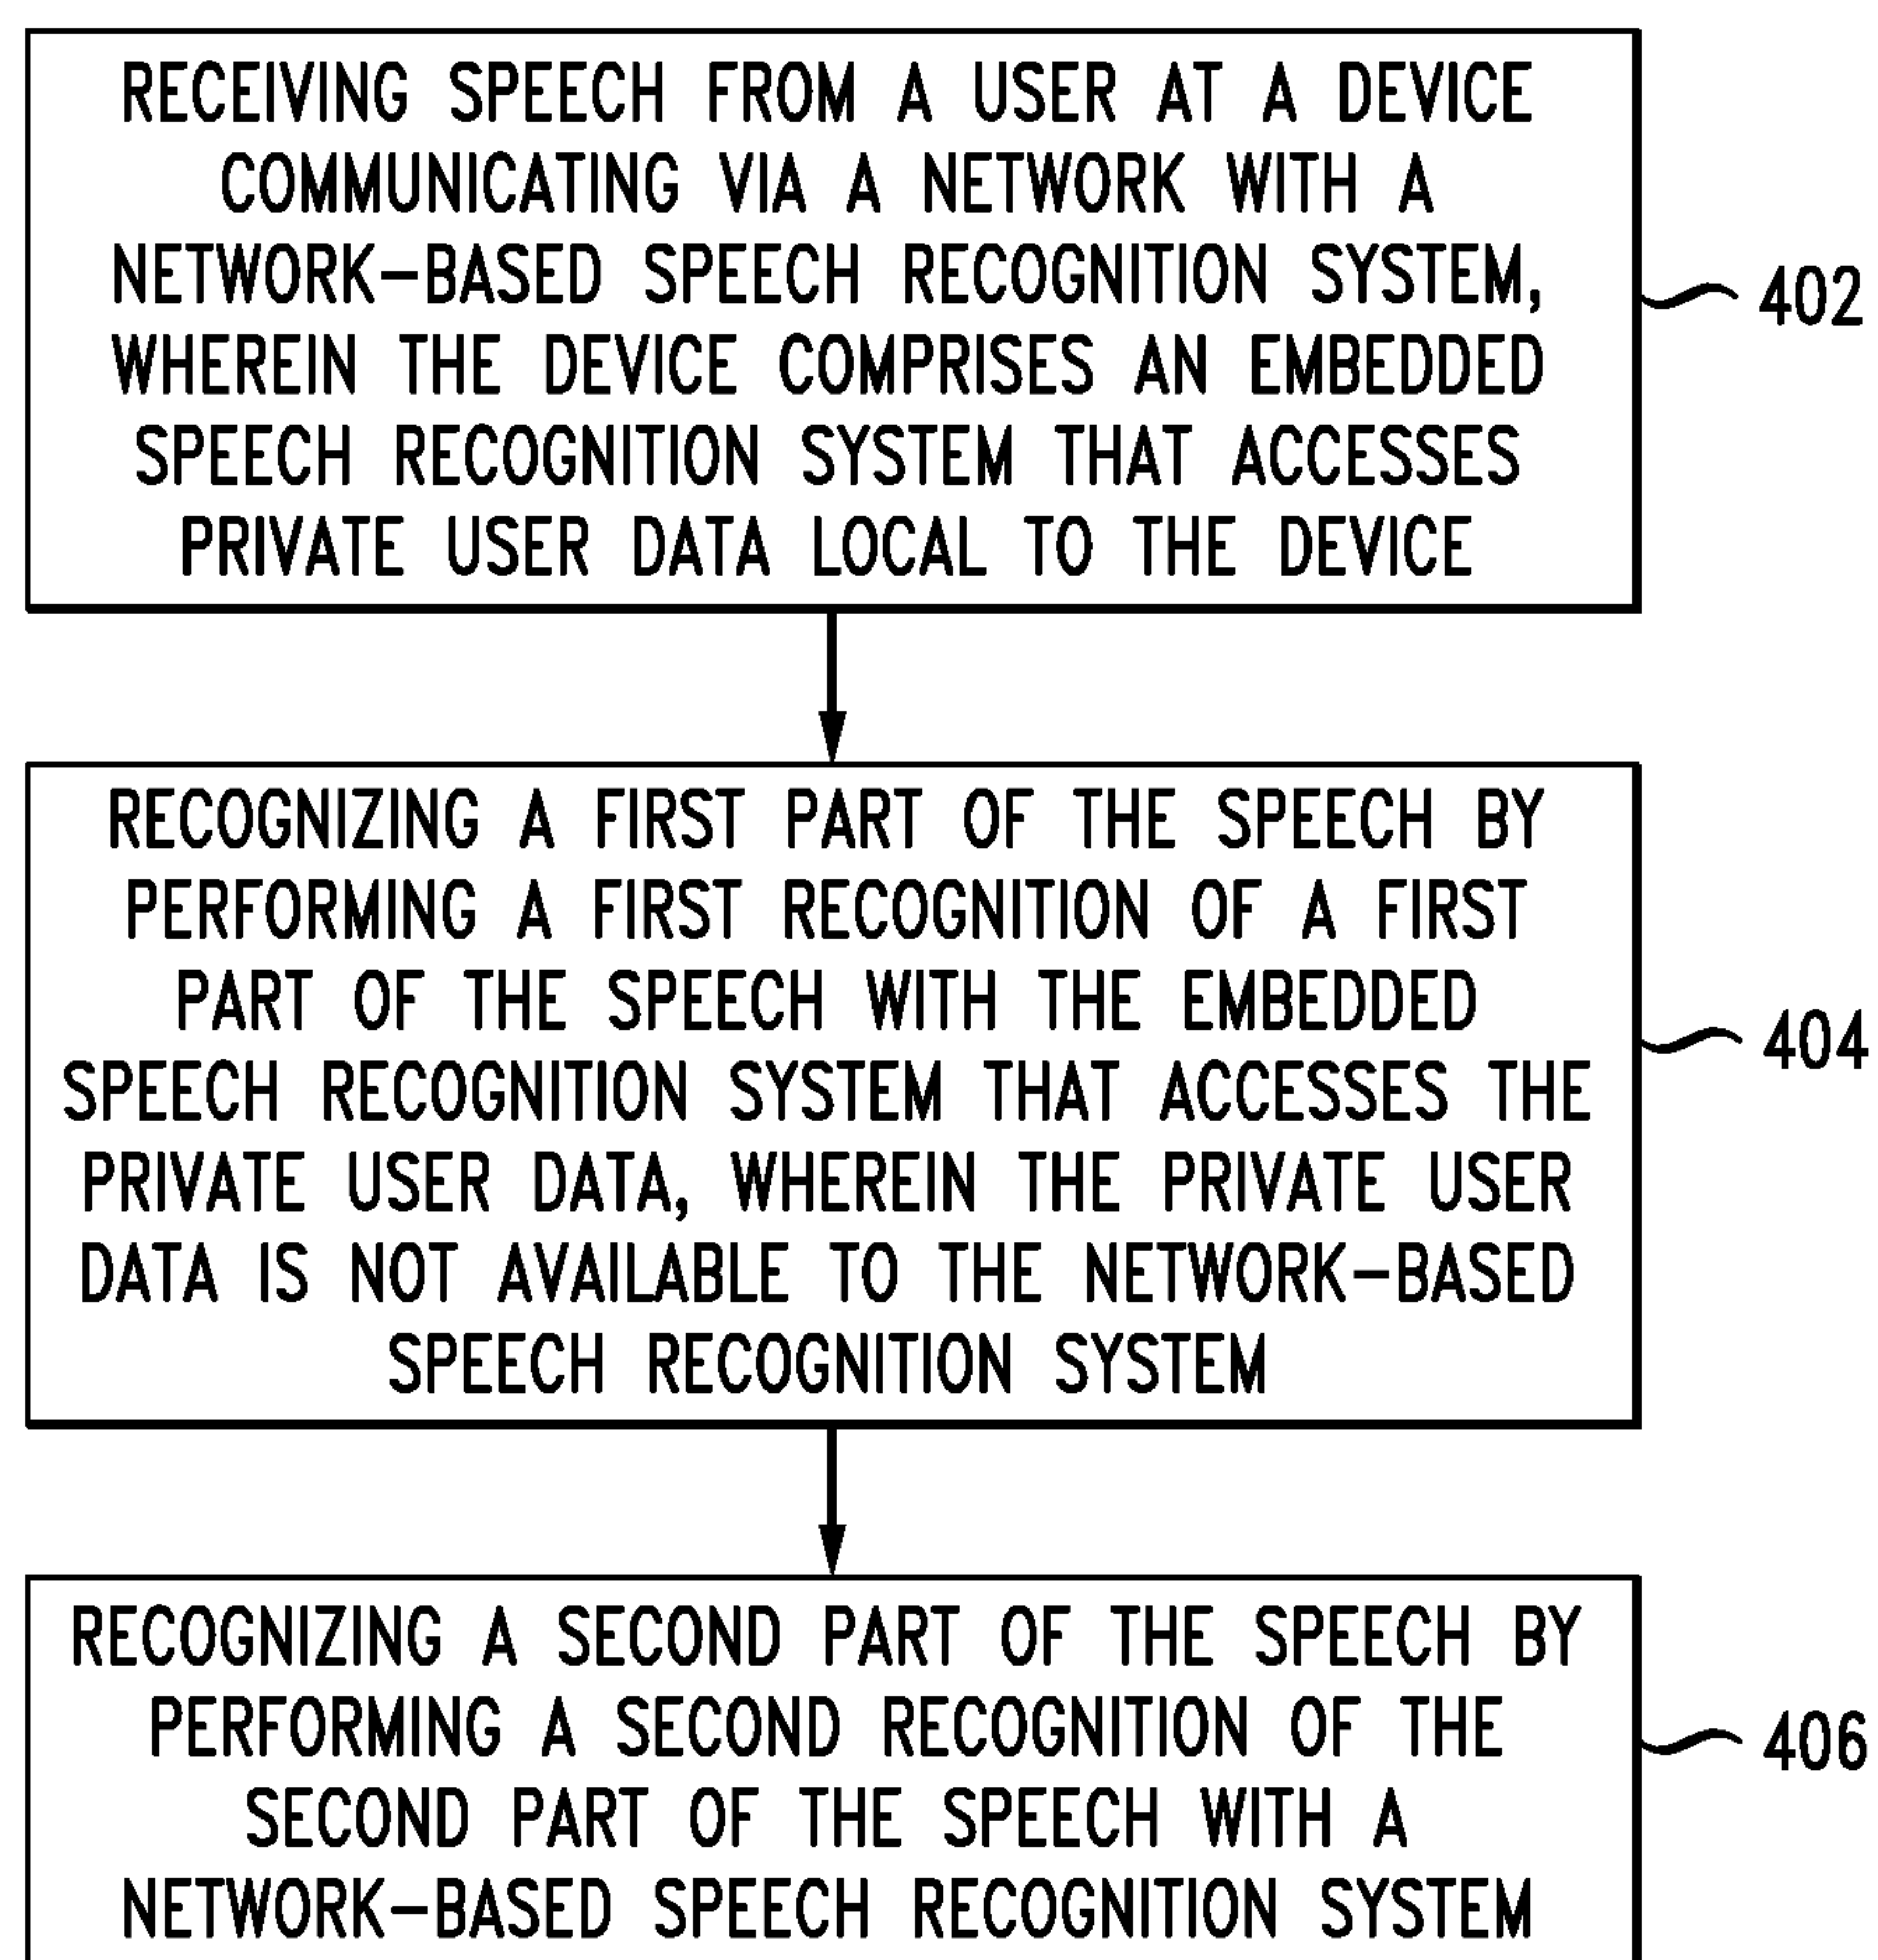 RECEIVING SPEECH FROM A USER AT A DEVICE
COMMUNICATING VIA A NETWORK WITH A
NETWORK-BASED SPEECH RECOGNITION SYSTEM,
WHEREIN THE DEVICE COMPRISES AN EMBEDDED
SPEECH RECOGNITION SYSTEM THAT ACCESSES
PRIVATE USER DATA LOCAL TO THE DEVICE
402
RECOGNIZING A FIRST PART OF THE SPEECH BY
PERFORMING A FIRST RECOGNITION OF A FIRST
PART OF THE SPEECH WITH THE EMBEDDED
SPEECH RECOGNITION SYSTEM THAT ACCESSES THE
PRIVATE USER DATA, WHEREIN THE PRIVATE USER
DATA IS NOT AVAILABLE TO THE NETWORK-BASED
SPEECH RECOGNITION SYSTEM
404
RECOGNIZING A SECOND PART OF THE SPEECH BY
PERFORMING A SECOND RECOGNITION OF THE
SECOND PART OF THE SPEECH WITH A
NETWORK-BASED SPEECH RECOGNITION SYSTEM
406